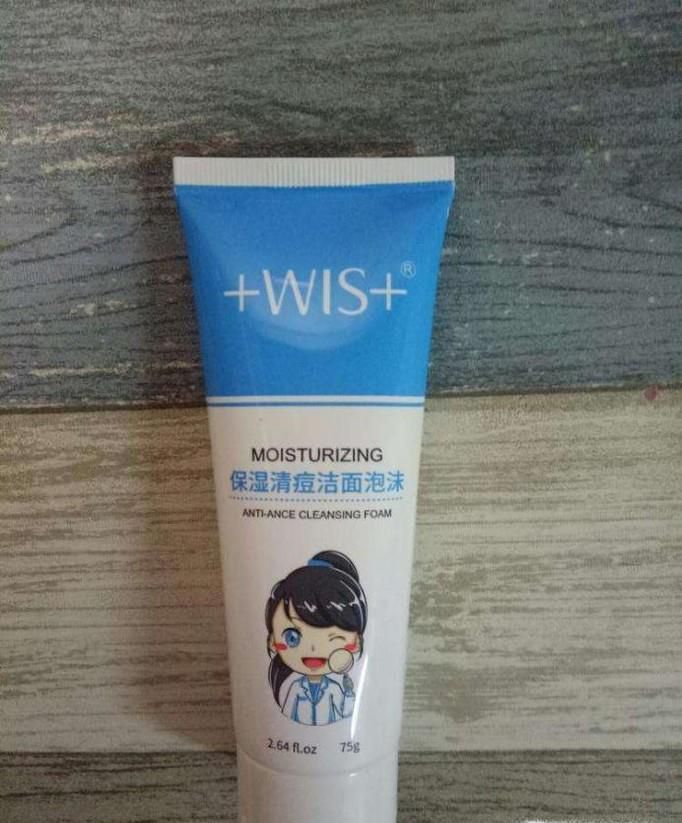 +WIS+®
MOISTURIZING
保湿清痘洁面泡沫
ANTI-ANCE CLEANSING FOAM
2.64 fl.oz 75g